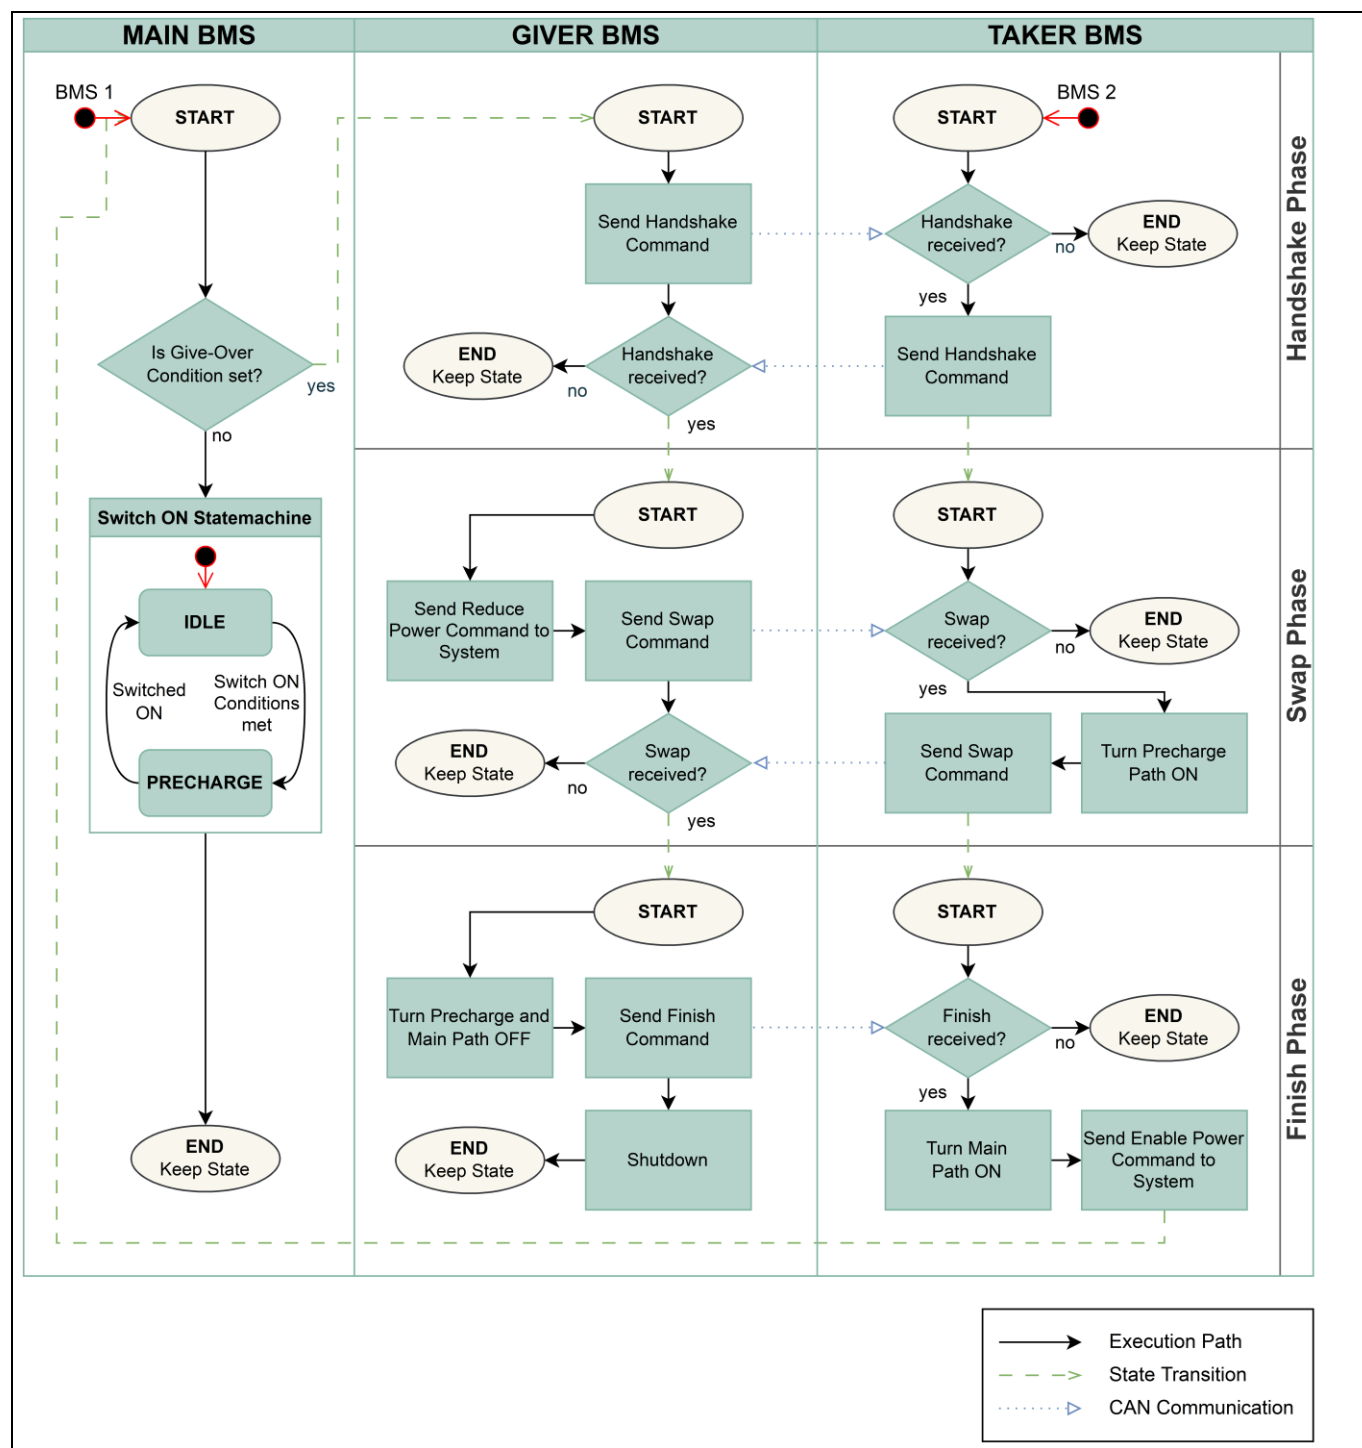 MAIN BMS
GIVER BMS
TAKER BMS
BMS 1
START
START
START
BMS 2
Handshake Phase
Send Handshake
Command
Handshake
received?
no
END
Keep State
yes
Is Give-Over
Condition set?
yes
no
END
Keep State
no
Handshake
received?
yes
Send Handshake
Command
Switch ON Statemachine
IDLE
Switched
ON
Switch ON
Conditions
met
PRECHARGE
START
START
Swap Phase
Send Reduce
Power Command to
System
Send Swap
Command
Swap
received?
no
END
Keep State
yes
END
Keep State
no
Swap
received?
yes
Send Swap
Command
Turn Precharge
Path ON
START
START
Finish Phase
Turn Precharge and
Main Path OFF
Send Finish
Command
Finish
received?
no
END
Keep State
yes
END
Keep State
END
Keep State
Shutdown
Turn Main
Path ON
Send Enable Power
Command to
System
Execution Path
State Transition
CAN Communication